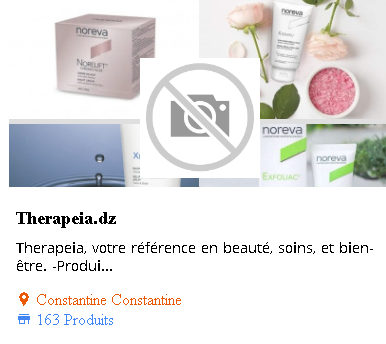 noreva
NORELIFT
noreva
noreva
EXFOLIAC
noreva
Therapeia.dz
Therapeia, votre référence en beauté, soins, et bien-
être. -Produi...
Constantine Constantine
163 Produits